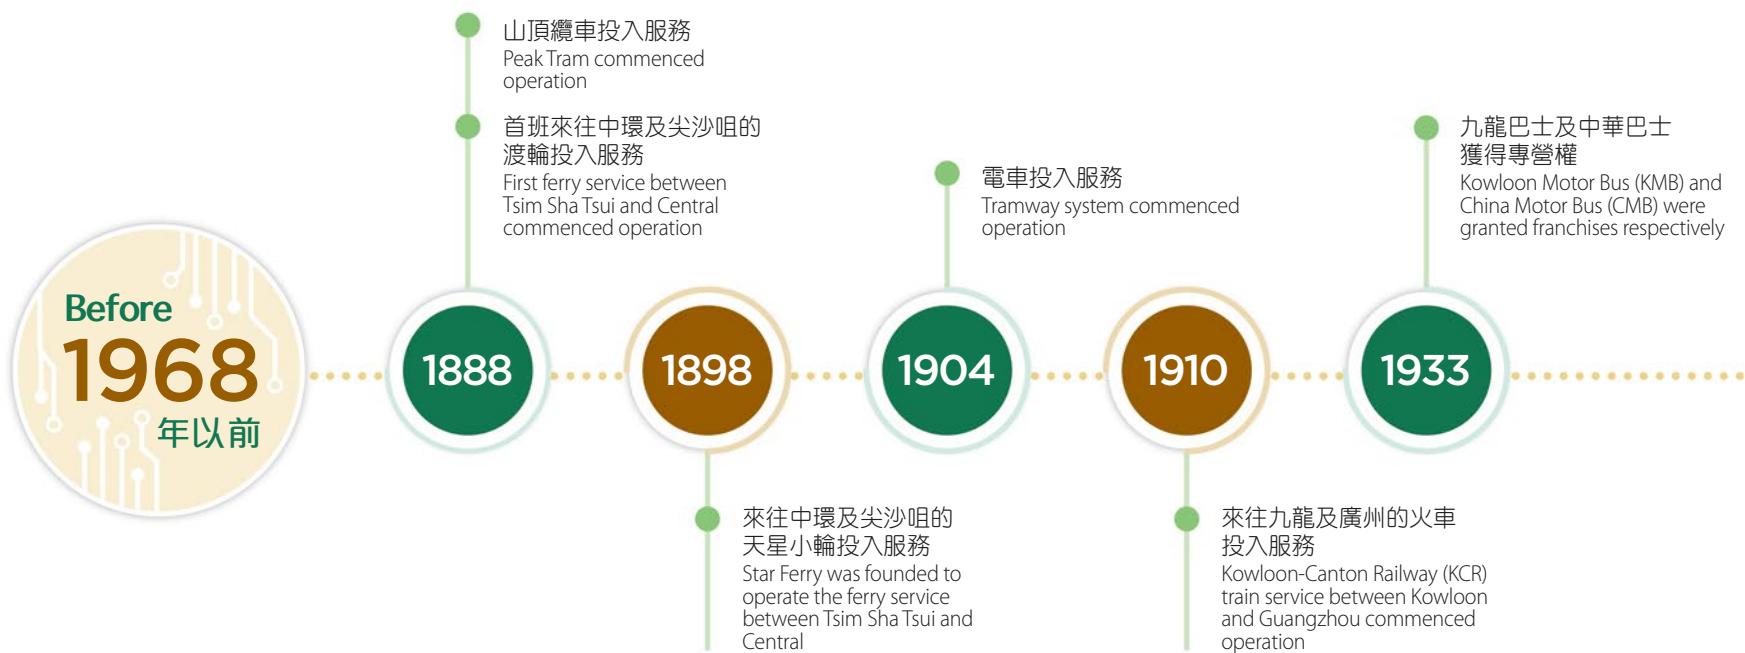 Before
1968
年以前
1888
山頂纜車投入服務
Peak Tram commenced
operation
首班來往中環及尖沙咀的
渡輪投入服務
First ferry service between
Tsim Sha Tsui and Central
commenced operation
1898
來往中環及尖沙咀的
天星小輪投入服務
Star Ferry was founded to
operate the ferry service
between Tsim Sha Tsui and
Central
1904
電車投入服務
Tramway system commenced
operation
1910
來往九龍及廣州的火車
投入服務
Kowloon-Canton Railway (KCR)
train service between Kowloon
and Guangzhou commenced
operation
1933
九龍巴士及中華巴士
獲得專營權
Kowloon Motor Bus (KMB) and
China Motor Bus (CMB) were
granted franchises respectively